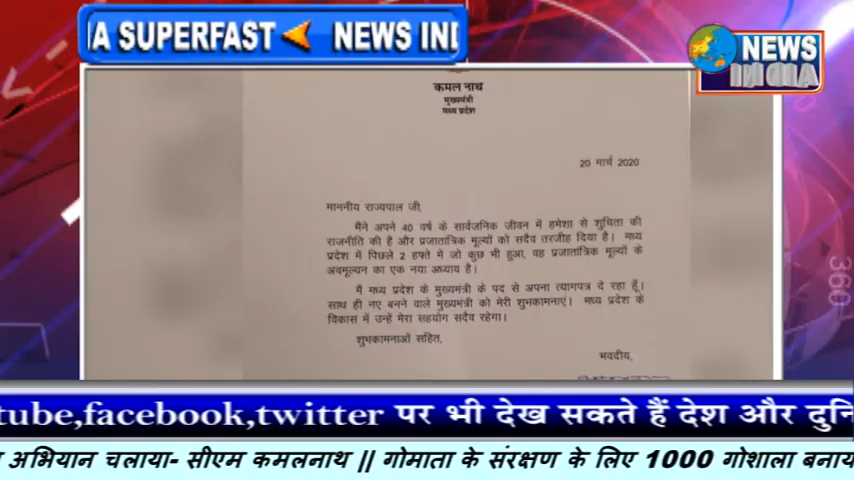 A SUPERFAST NEWS IND
NEWS
INDIA
कमल नाथ
मुख्यमंत्री
मध्य प्रदेश
20 मार्च 2020
माननीय राज्यपाल जी,
मैंने अपने 40 वर्ष के सार्वजनिक जीवन में हमेशा से शुचिता की
राजनीति की है और प्रजातांत्रिक मूल्यों को सदैव तरजीह दिया है। मध्य
प्रदेश में पिछले 2 हफ्ते में जो कुछ भी हुआ, वह प्रजातांत्रिक मूल्यों के
अवमूल्यन का एक नया अध्याय है।
मैं मध्य प्रदेश के मुख्यमंत्री के पद से अपना त्यागपत्र दे रहा हूँ।
साथ ही नए बनने वाले मुख्यमंत्री को मेरी शुभकामनाएं। मध्य प्रदेश के
विकास में उन्हें मेरा सहयोग सदैव रहेगा।
शुभकामनाओं सहित,
भवदीय,
360
tube,facebook,twitter पर भी देख सकते हैं देश और दुनि
अभियान चलाया- सीएम कमलनाथ || गोमाता के संरक्षण के लिए 1000 गोशाला बनाय